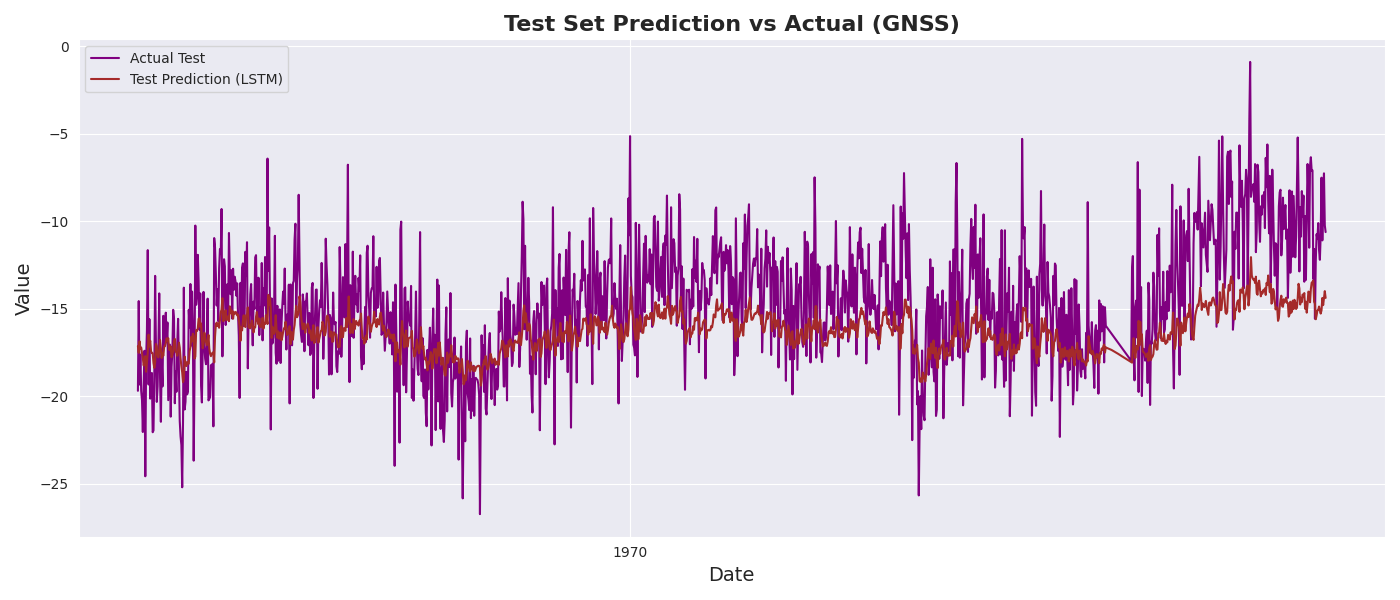 Test Set Prediction vs Actual (GNSS)
Actual Test
Test Prediction (LSTM)
0
−5
−10
−15
−20
−25
Value
1970
Date